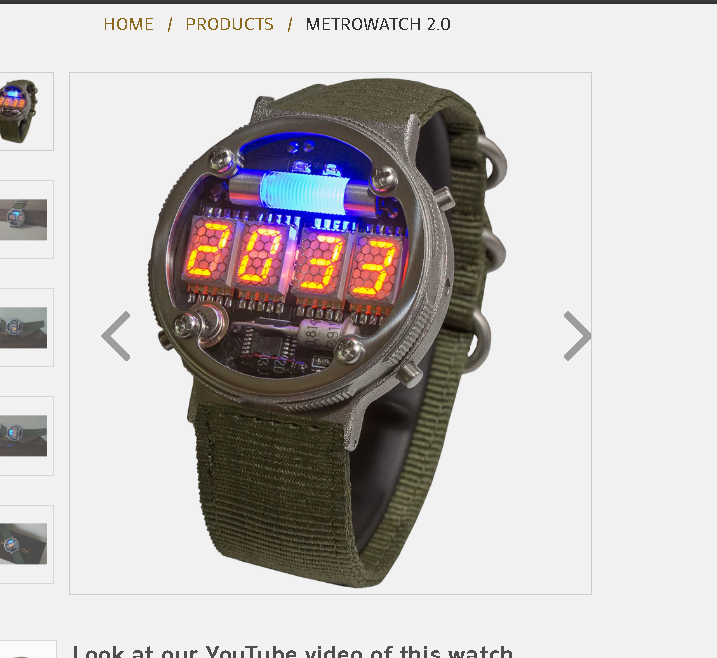 HOME / PRODUCTS / METROWATCH 2.0
2033
Look at our YouTube video of this watch